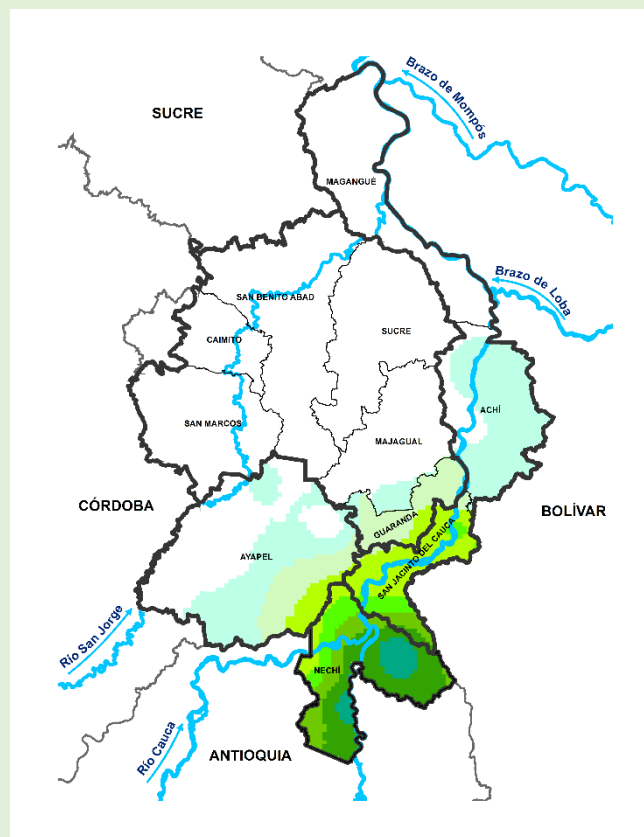 Brazo de Mompós
SUCRE
MAGANGUÉ
Brazo de Loba
SAN BENITO ABAD
SUCRE
CAIMITO
ACHÍ
SAN MARCOS
MAJAGUAL
CÓRDOBA
BOLÍVAR
GUARANDA
AYAPEL
SAN JACINTO DEL CAUCA
Río San Jorge
NECHÍ
Río Cauca
ANTIOQUIA